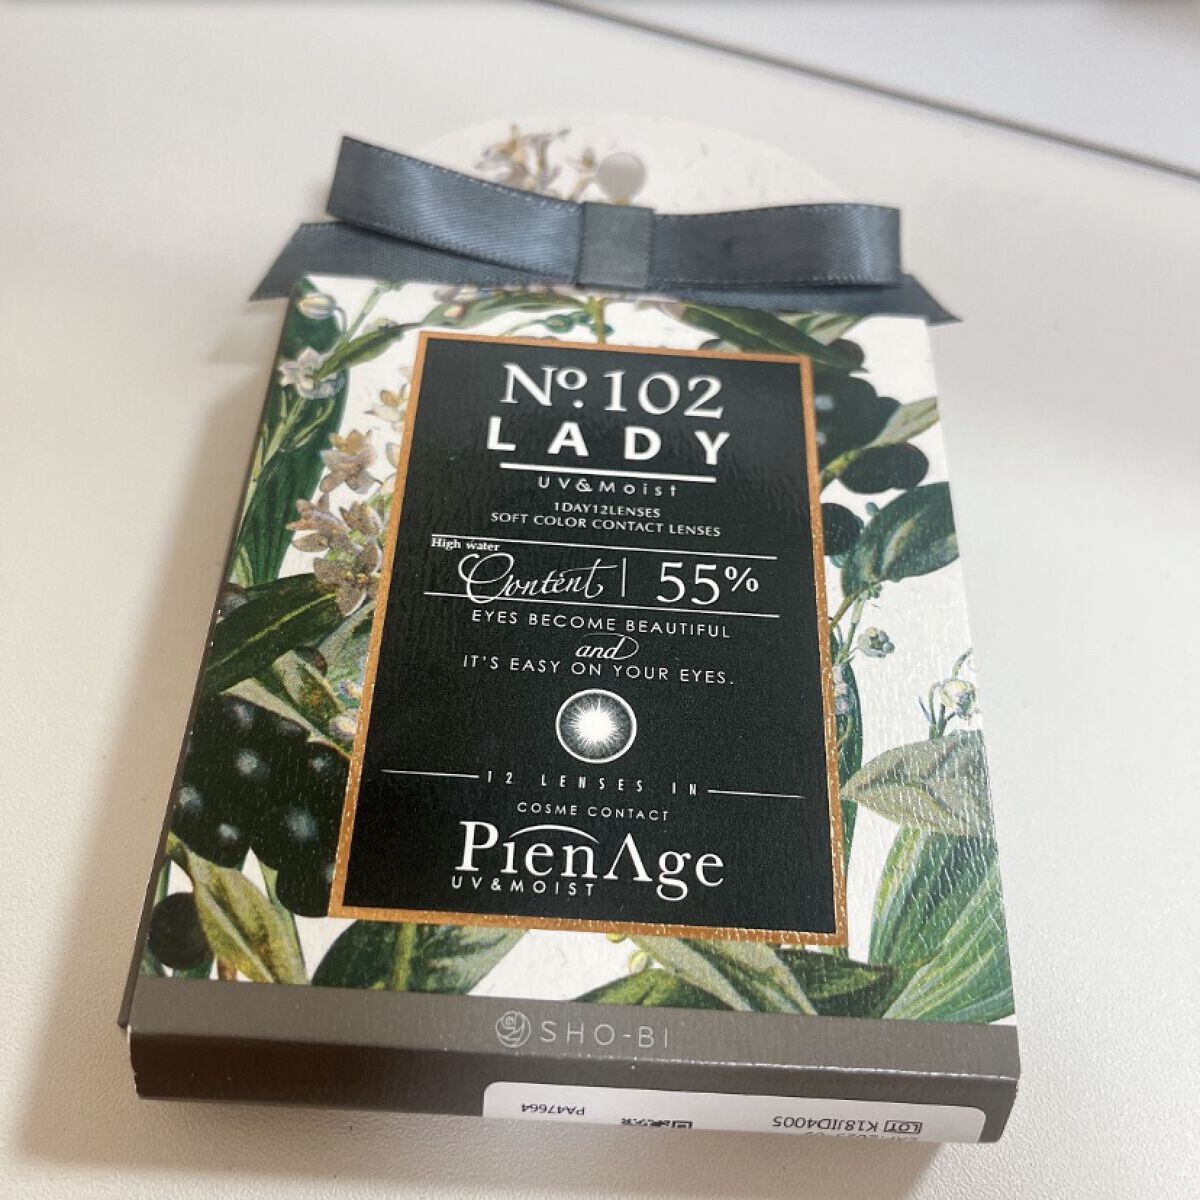 No. 102
LADY
UV&Moist
1DAY12LENSES
SOFT COLOR CONTACT LENSES
High water
Content | 55%
EYES BECOME BEAUTIFUL
and
IT'S EASY ON YOUR EYES.
12 LENSES IN
COSME CONTACT
PienAge
UV&MOIST
SHO-BI
PA47664
LOT K18JID4005